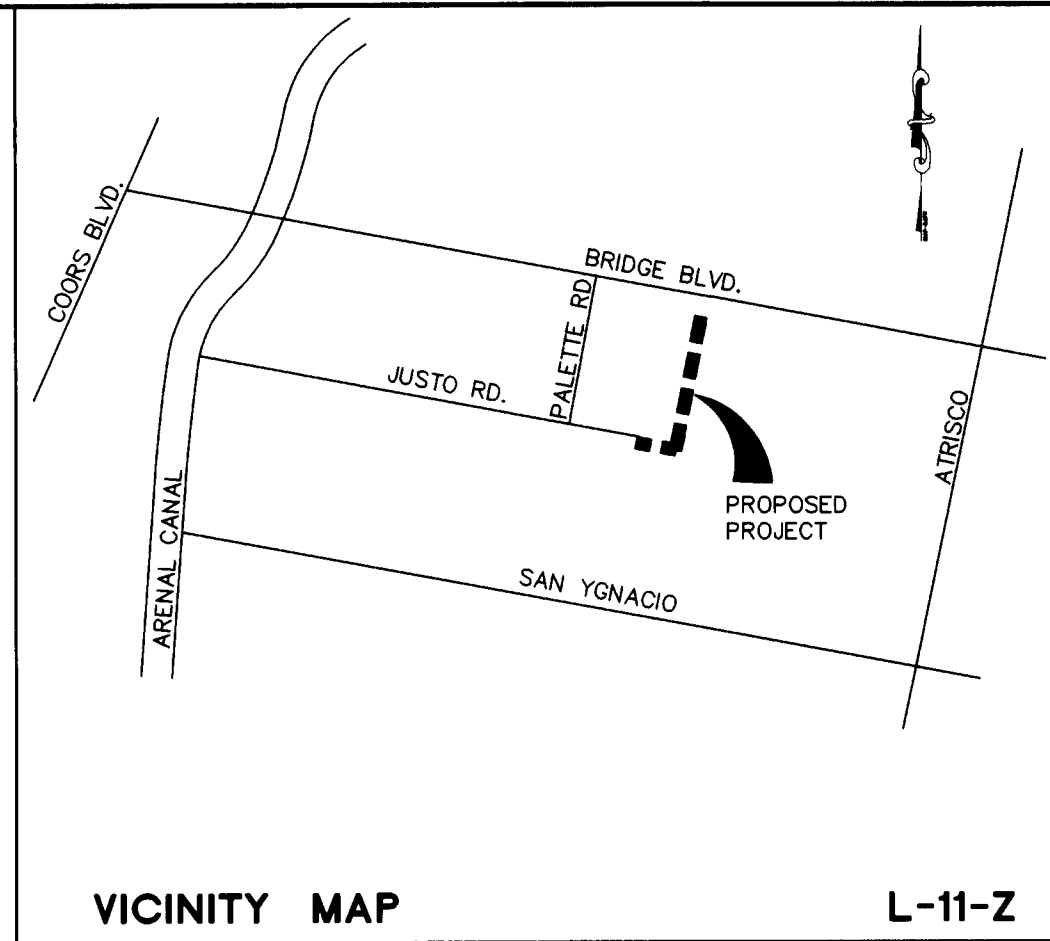 COORS BLVD.
BRIDGE BLVD.
PALETTE RD
JUSTO RD.
ATRISCO
PROPOSED
PROJECT
ARENAL CANAL
SAN YGNACIO
VICINITY MAP
L-11-Z